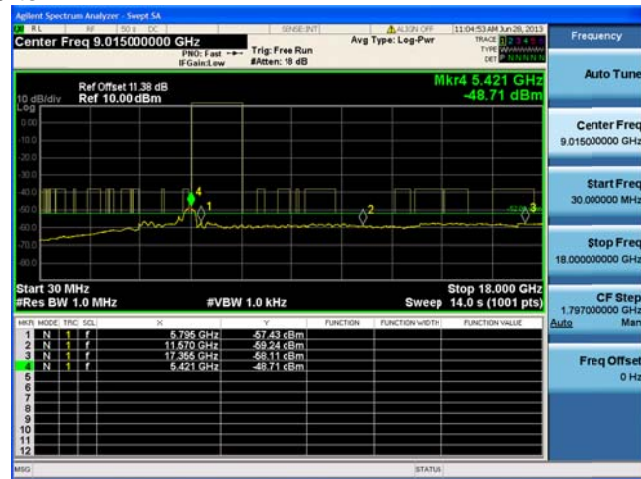 Agilent Spectrum Analyzer - Swept SA
RL RF 50 Ω DC SENSE:INT ALIGN OFF 11:04:53 AM Jun 28, 2013
Center Freq 9.015000000 GHz Avg Type: Log-Pwr TRACE 1 2 3 4 5 6
PNO: Fast Trig: Free Run TYPE
IFGain:Low #Atten: 18 dB DET P N N N N N
Frequency
Auto Tune
Center Freq
9.015000000 GHz
Start Freq
30.000000 MHz
Stop Freq
18.000000000 GHz
CF Step
1.797000000 GHz
Auto Man
Freq Offset
0 Hz
Mkr4 5.421 GHz
-48.71 dBm
Ref Offset 11.38 dB
10 dB/div Ref 10.00 dBm
Log
0.00
-10.0
-20.0
-30.0
-40.0
-50.0
-60.0
-70.0
-80.0
4
1
2
3
Start 30 MHz Stop 18.000 GHz
#Res BW 1.0 MHz #VBW 1.0 kHz Sweep 14.0 s (1001 pts)
MKR MODE TRC SCL X Y FUNCTION FUNCTION WIDTH FUNCTION VALUE
1 N 1 f 5.795 GHz -57.43 dBm
2 N 1 f 11.570 GHz -59.24 dBm
3 N 1 f 17.355 GHz -58.11 dBm
4 N 1 f 5.421 GHz -48.71 dBm
5
6
7
8
9
10
11
12
MSG STATUS